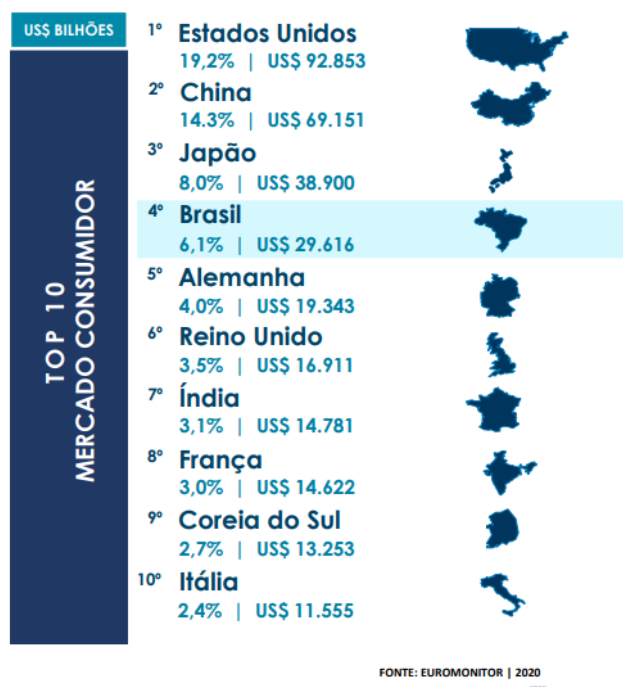 US$ BILHÕES
TOP 10
MERCADO CONSUMIDOR
1º Estados Unidos
19,2% | US$ 92.853
2º China
14.3% | US$ 69.151
3º Japão
8,0% | US$ 38.900
4º Brasil
6,1% | US$ 29.616
5º Alemanha
4,0% | US$ 19.343
6º Reino Unido
3,5% | US$ 16.911
7º Índia
3,1% | US$ 14.781
8º França
3,0% | US$ 14.622
9º Coreia do Sul
2,7% | US$ 13.253
10º Itália
2,4% | US$ 11.555
FONTE: EUROMONITOR | 2020